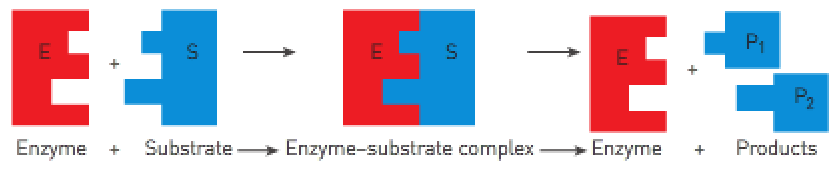 E + S E S E + P₁
P₂
Enzyme + Substrate Enzyme–substrate complex Enzyme + Products